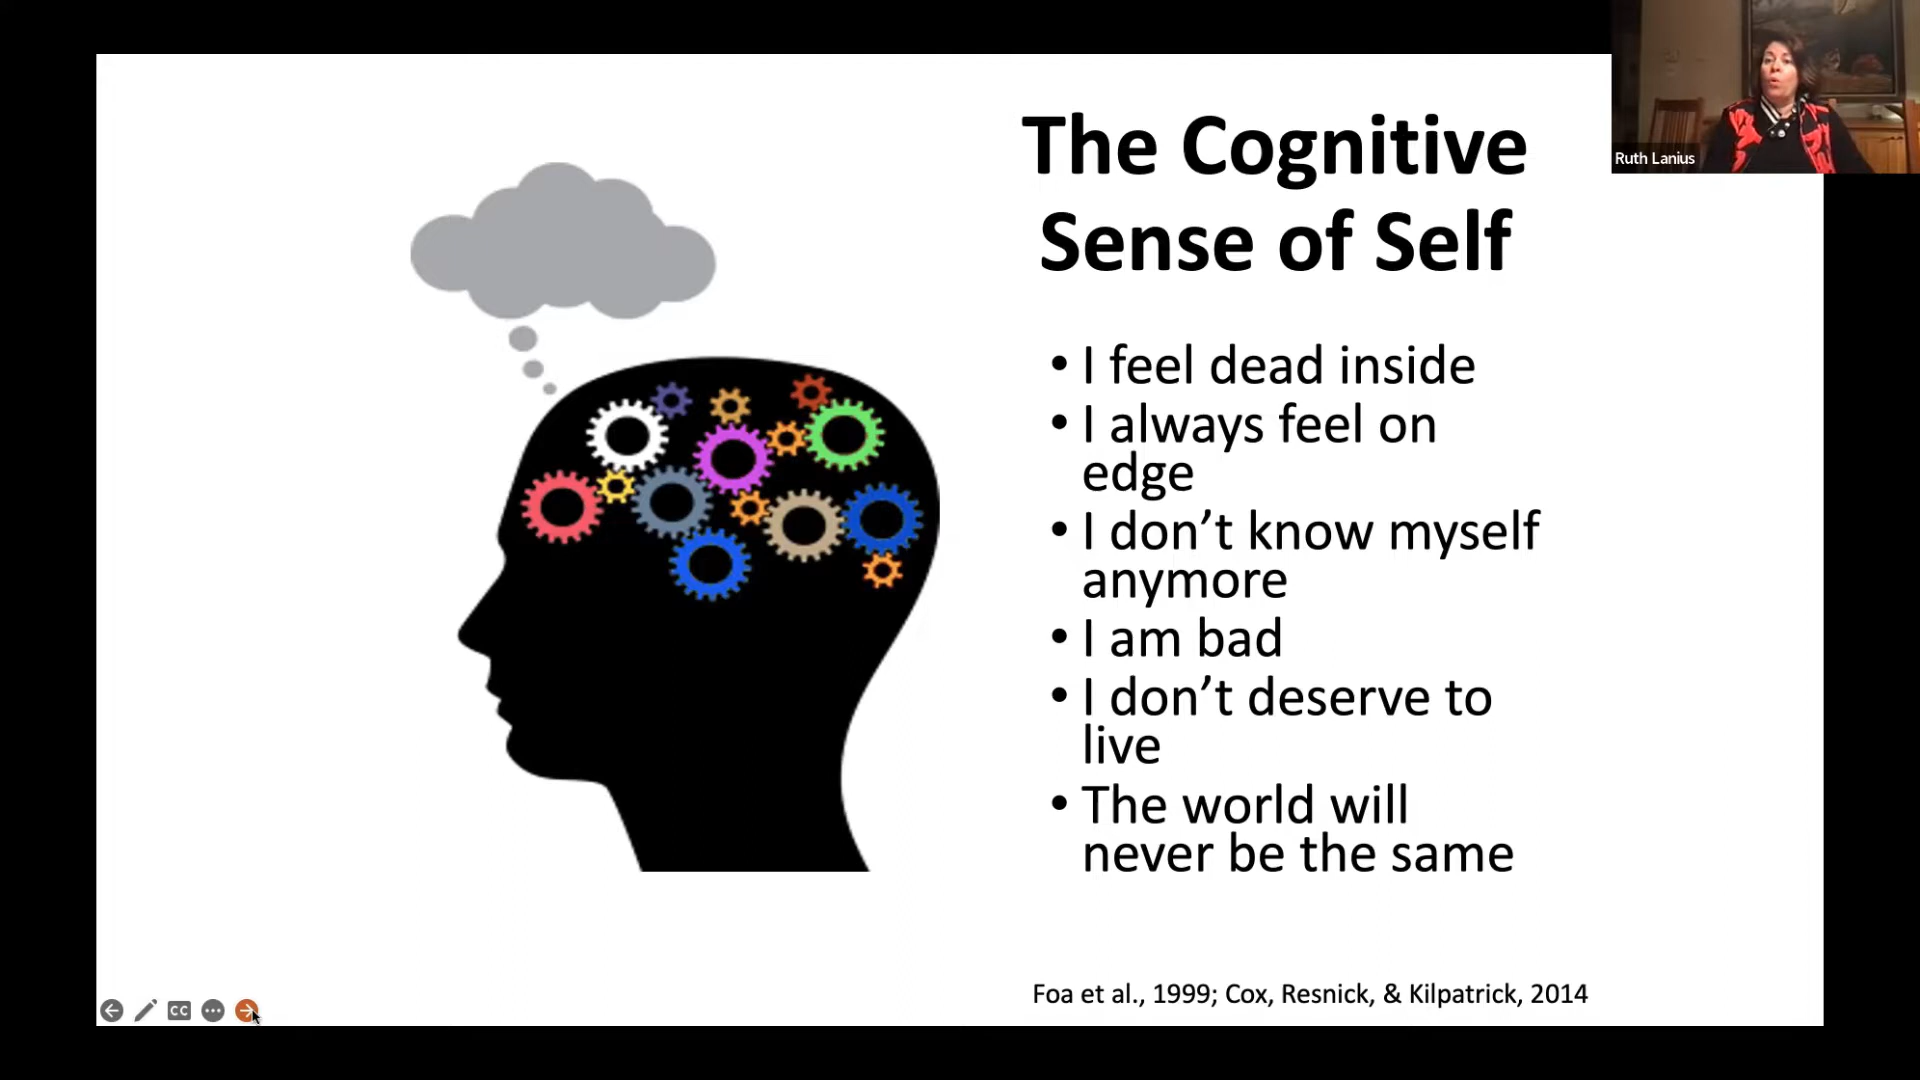 The Cognitive
Sense of Self
Ruth Lanius
• I feel dead inside
• I always feel on
edge
• I don’t know myself
anymore
• I am bad
• I don’t deserve to
live
• The world will
never be the same
Foa et al., 1999; Cox, Resnick, & Kilpatrick, 2014
CC